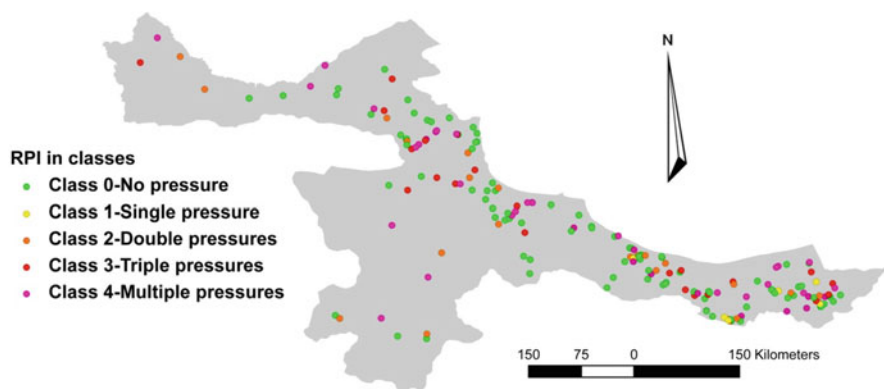 N
RPI in classes
Class 0-No pressure
Class 1-Single pressure
Class 2-Double pressures
Class 3-Triple pressures
Class 4-Multiple pressures
150 75 0 150 Kilometers